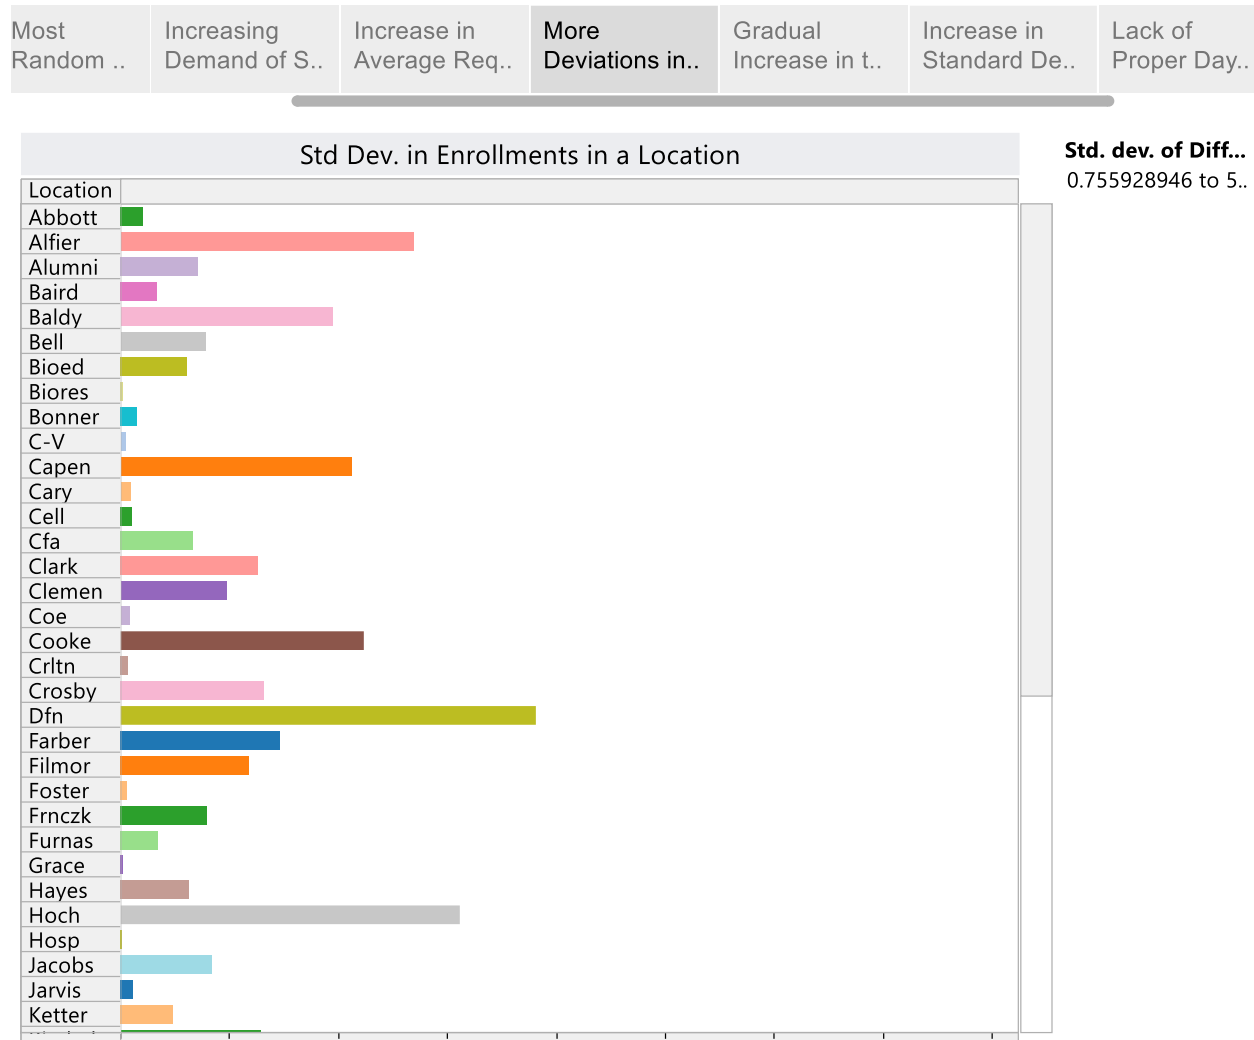 Most
Random ..
Increasing
Demand of S..
Increase in
Average Req..
More
Deviations in..
Gradual
Increase in t..
Increase in
Standard De..
Lack of
Proper Day..
Std Dev. in Enrollments in a Location
Std. dev. of Diff...
0.755928946 to 5..
Location
Abbott
Alfier
Alumni
Baird
Baldy
Bell
Bioed
Biores
Bonner
C-V
Capen
Cary
Cell
Cfa
Clark
Clemen
Coe
Cooke
Crltn
Crosby
Dfn
Farber
Filmor
Foster
Frnczk
Furnas
Grace
Hayes
Hoch
Hosp
Jacobs
Jarvis
Ketter